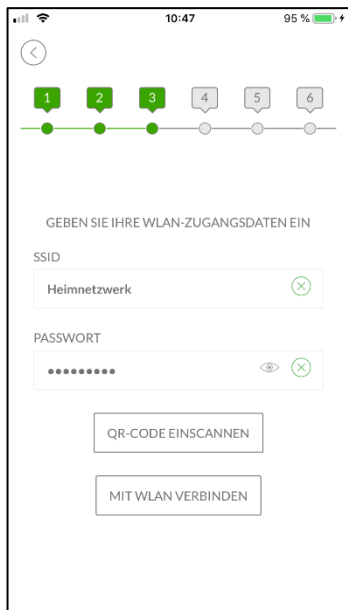 10:47
95 %
1 2 3 4 5 6
GEBEN SIE IHRE WLAN-ZUGANGSDATEN EIN
SSID
Heimnetzwerk
PASSWORT
●●●●●●●●●
QR-CODE EINSCANNEN
MIT WLAN VERBINDEN